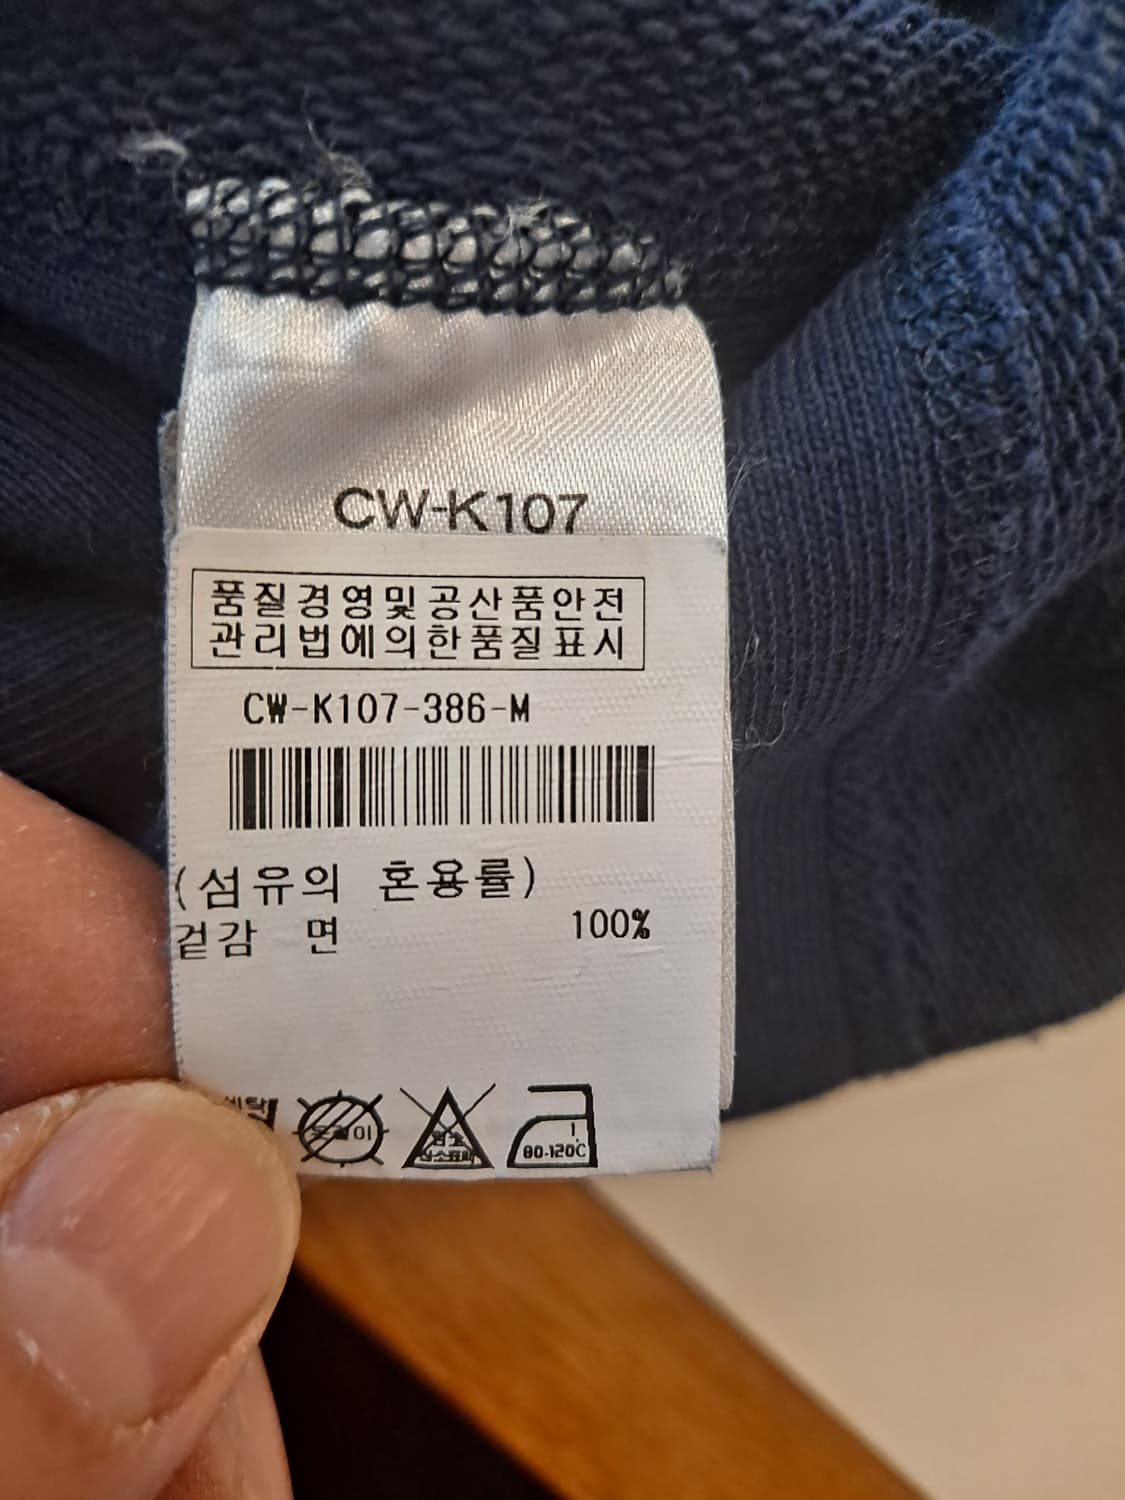 CW-K107
품질경영및공산품안전
관리법에의한품질표시
CW-K107-386-M
(섬유의 혼용률)
겉감 면 100%
1
80-120℃